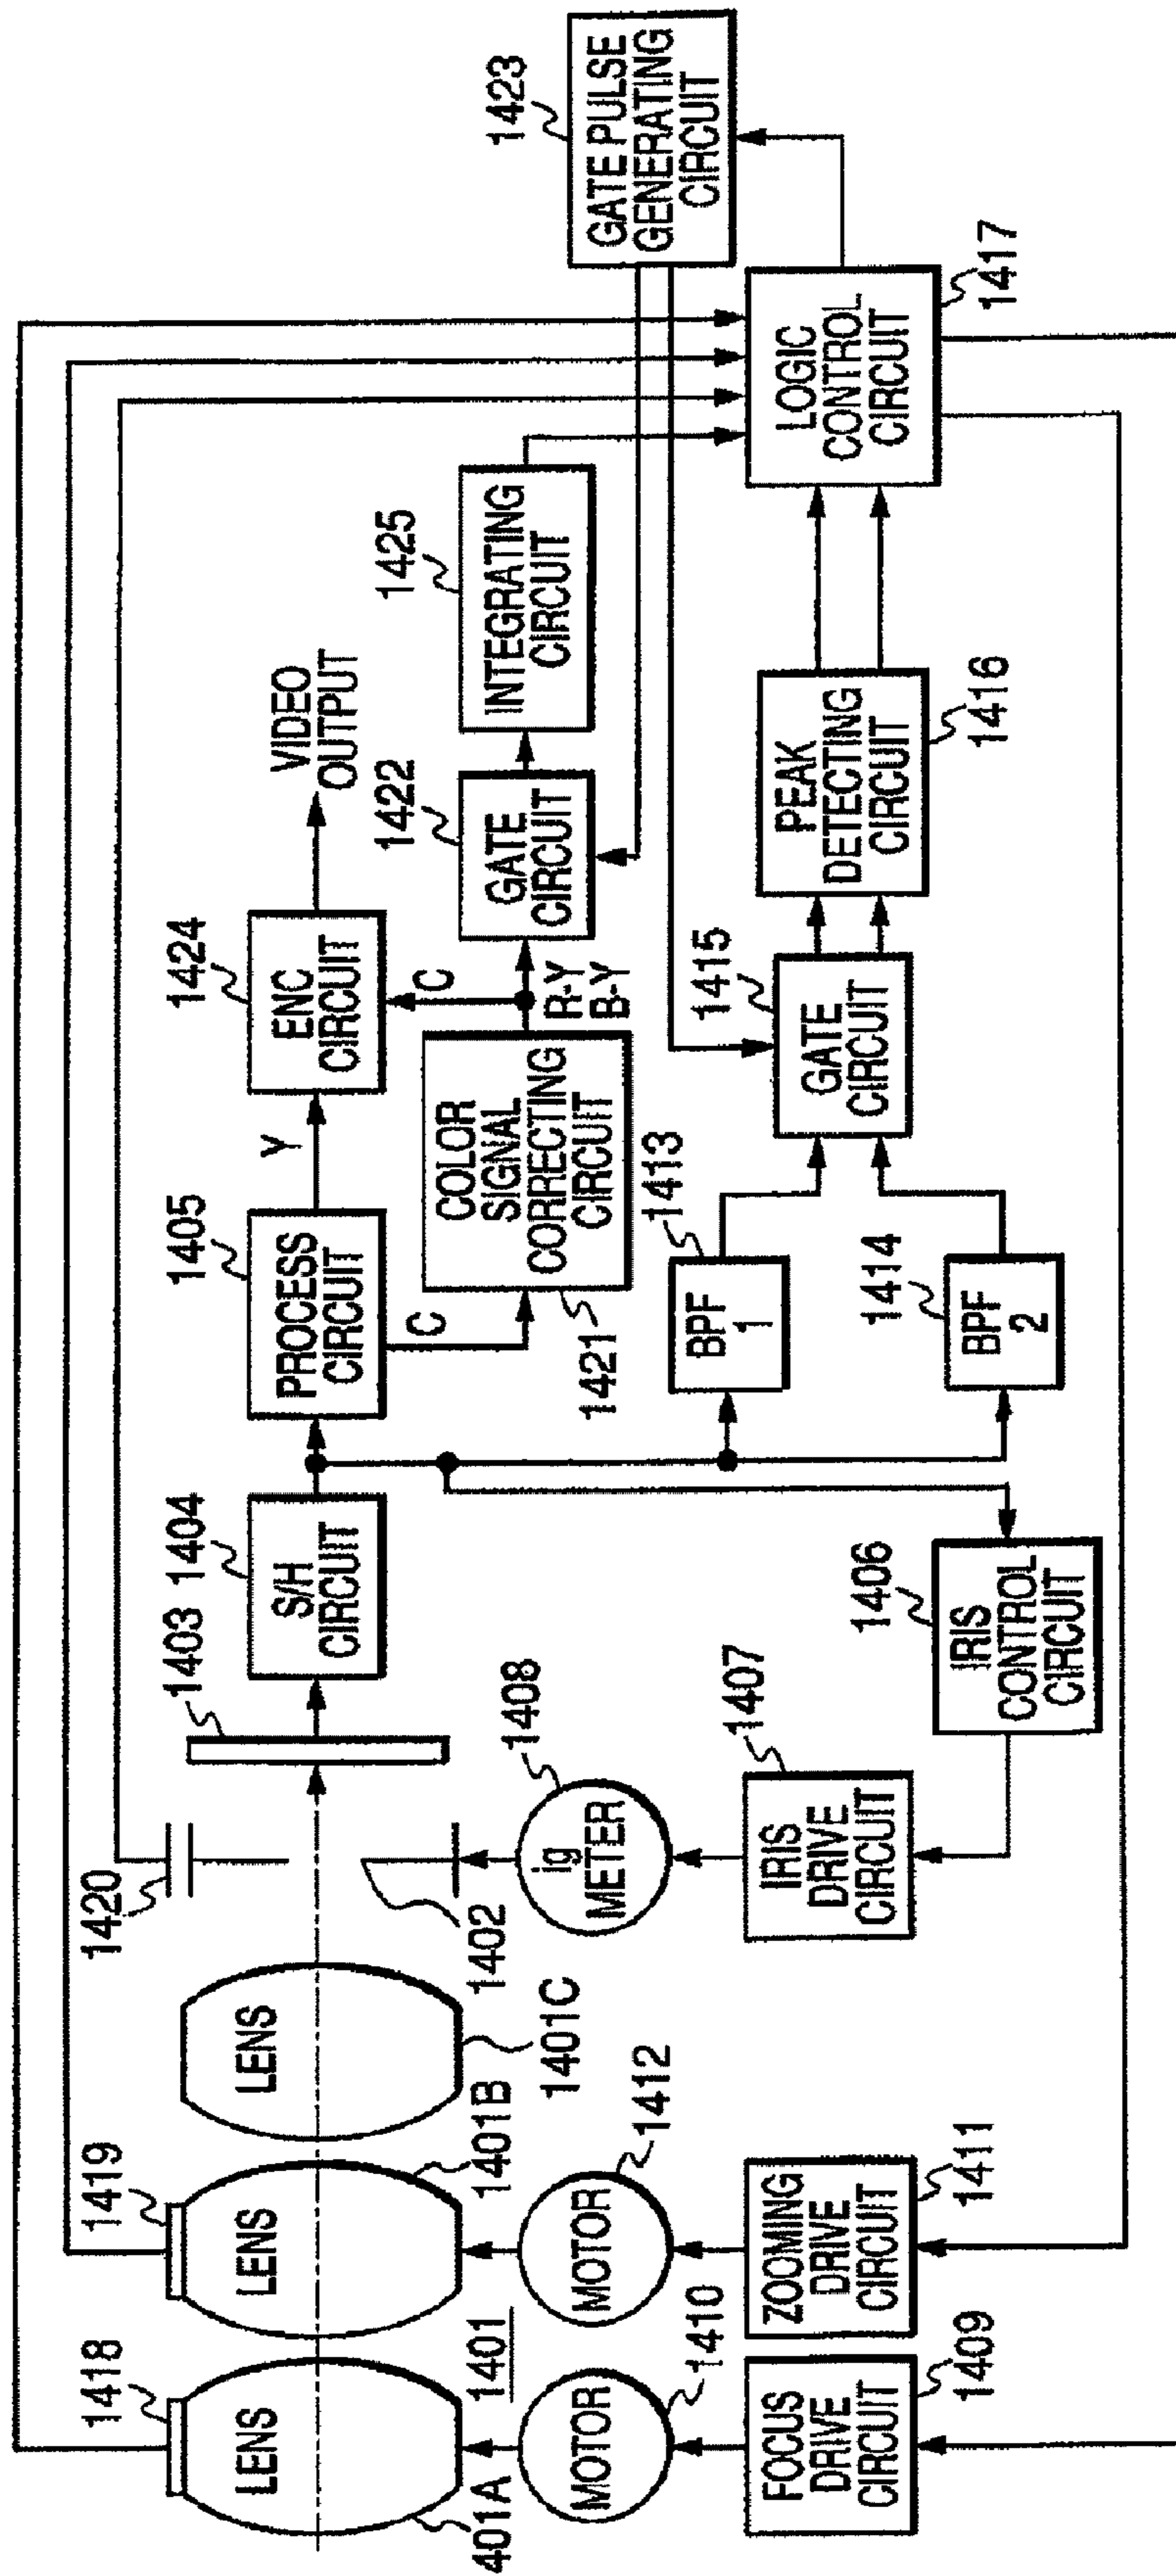 1418
1419
1420
1403
1404
1405
1424
1422
1425
1423
LENS
LENS
LENS
S/H
CIRCUIT
PROCESS
CIRCUIT
Y
ENC
CIRCUIT
VIDEO
OUTPUT
C
C
401A
1401
1401B
1401C
1402
1421
COLOR
SIGNAL
CORRECTING
CIRCUIT
R-Y
B-Y
GATE
CIRCUIT
INTEGRATING
CIRCUIT
GATE PULSE
GENERATING
CIRCUIT
MOTOR
1410
MOTOR
1412
ig
METER
1408
BPF
1
1413
1415
FOCUS
DRIVE
CIRCUIT
1409
ZOOMING
DRIVE
CIRCUIT
1411
IRIS
DRIVE
CIRCUIT
1407
1406
IRIS
CONTROL
CIRCUIT
1414
BPF
2
GATE
CIRCUIT
PEAK
DETECTING
CIRCUIT
1416
LOGIC
CONTROL
CIRCUIT
1417